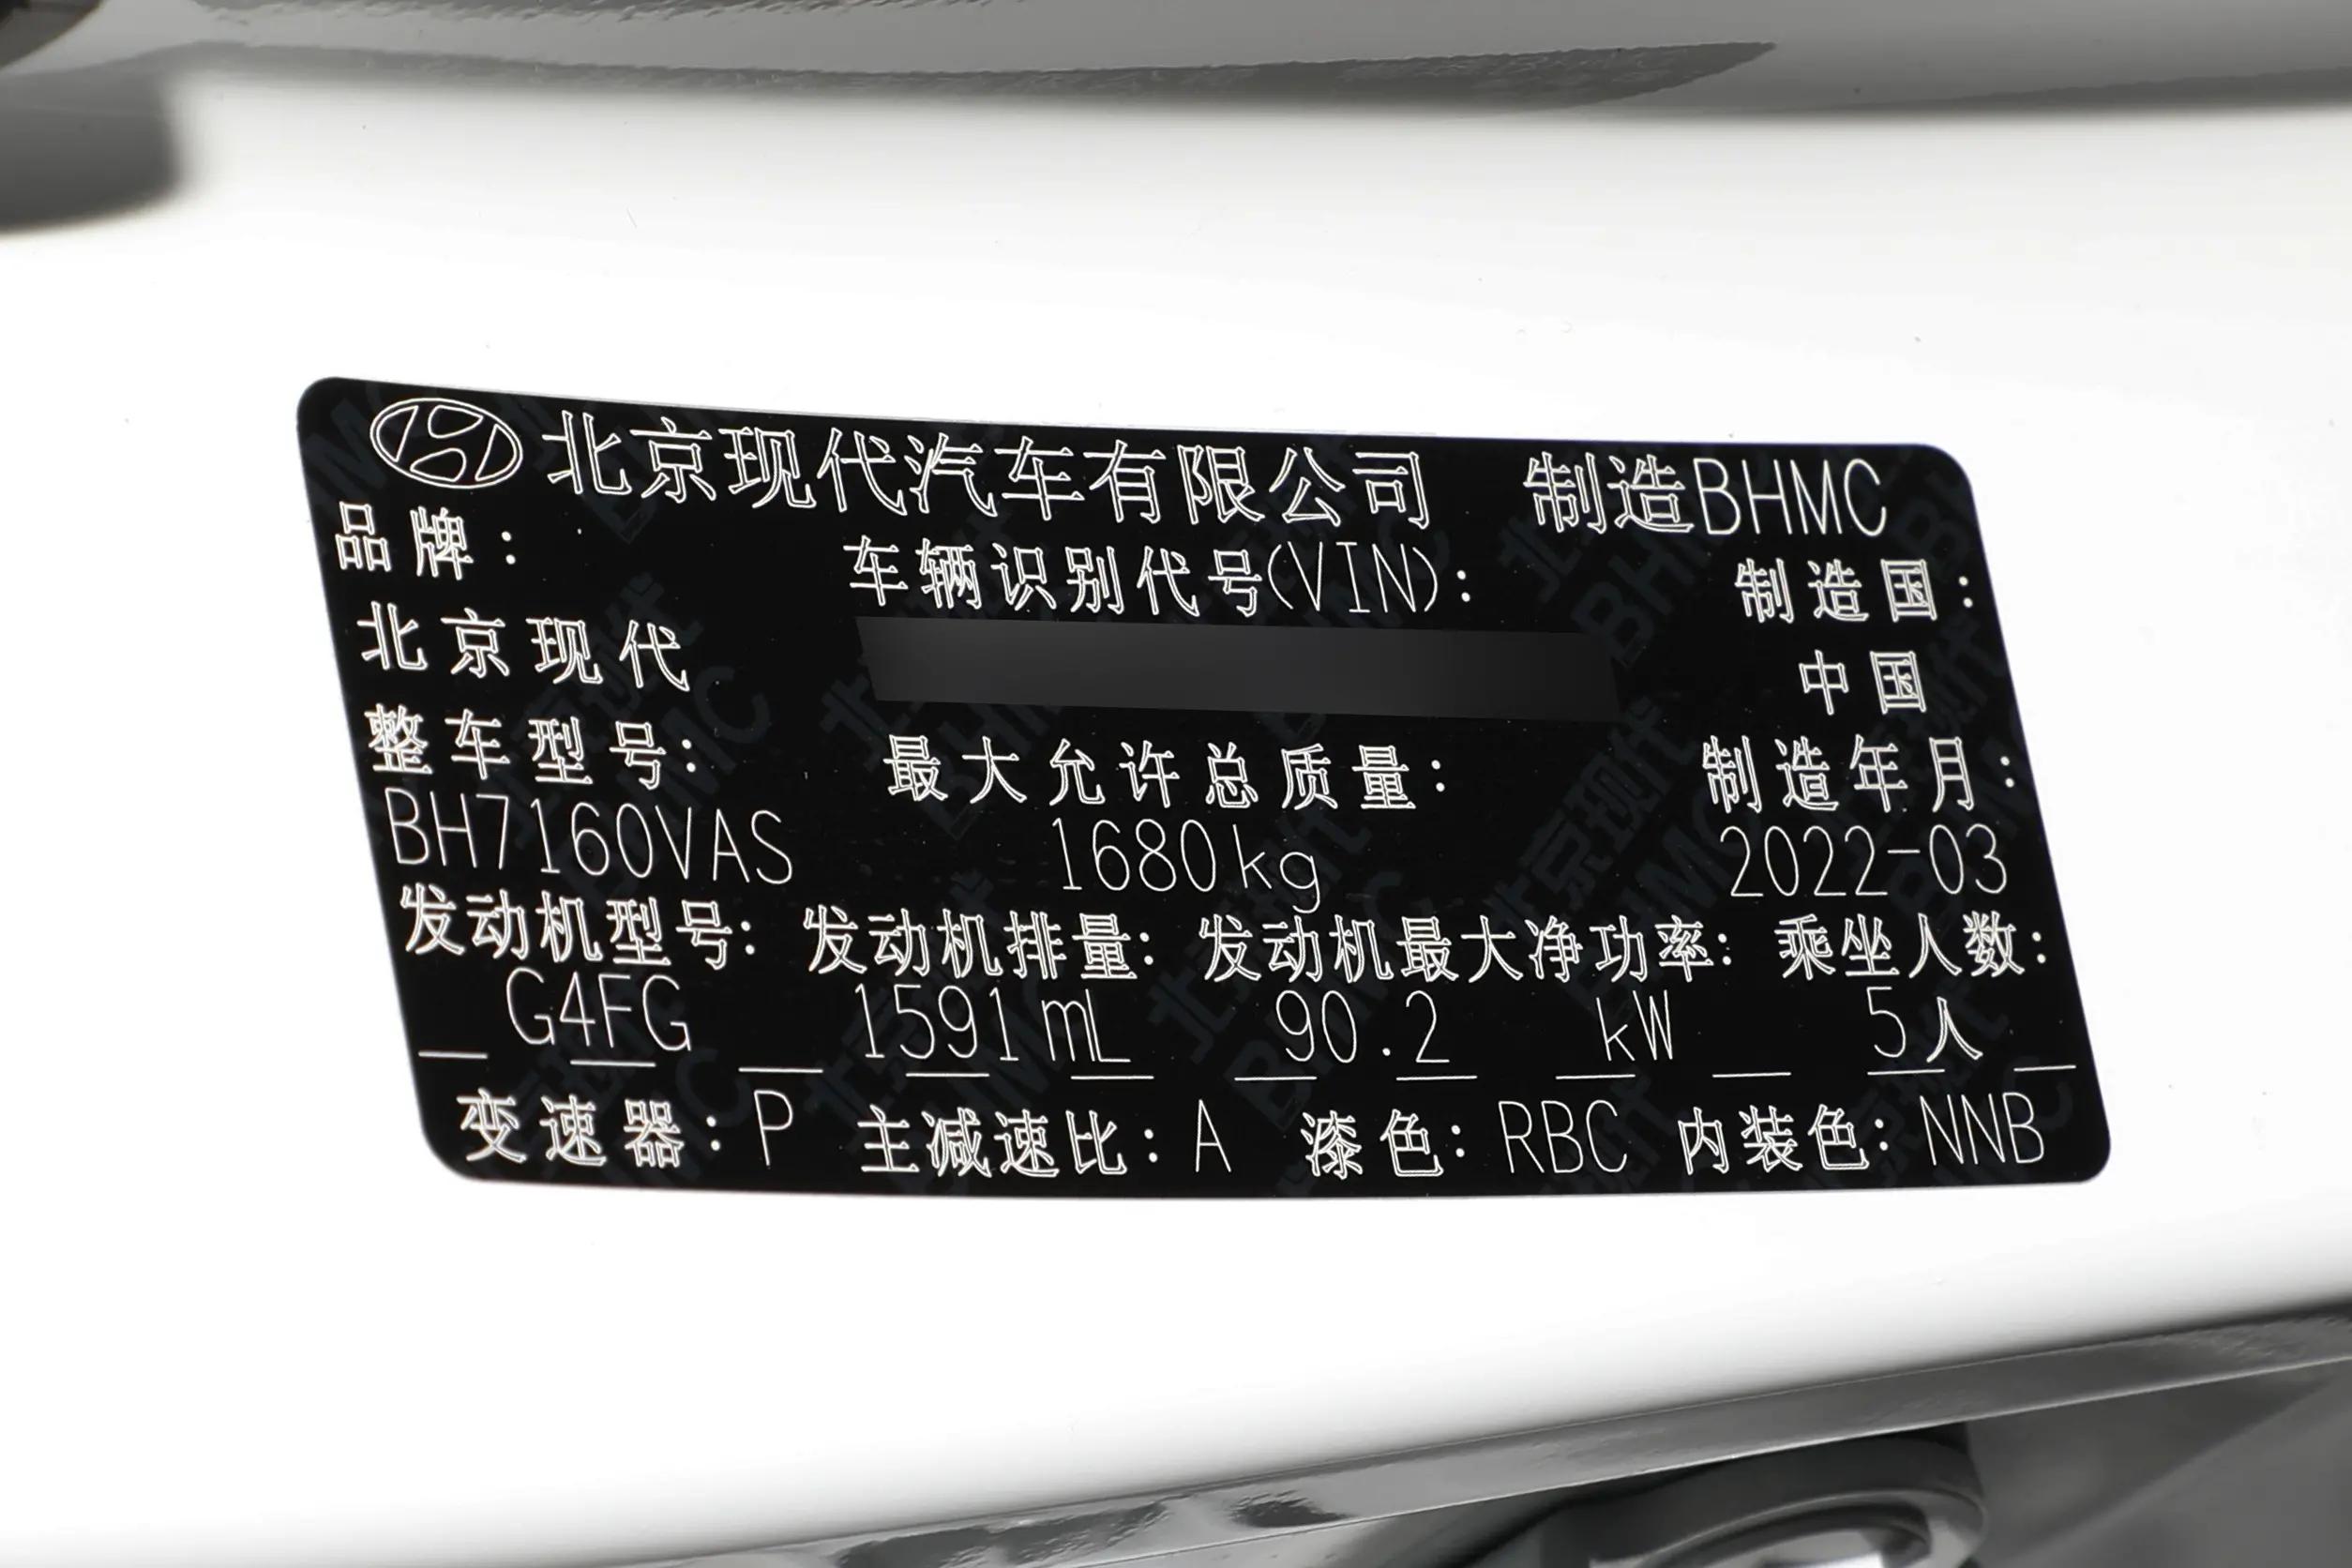 北京现代汽车有限公司 制造BHMC
品牌: 车辆识别代号(VIN): 制造国:
北京现代 中国
整车型号: 最大允许总质量: 制造年月:
BH7160VAS 1680kg 2022-03
发动机型号: 发动机排量: 发动机最大净功率: 乘坐人数:
G4FG 1591mL 90.2 kW 5人
变速器: P 主减速比: A 漆色: RBC 内装色: NNB